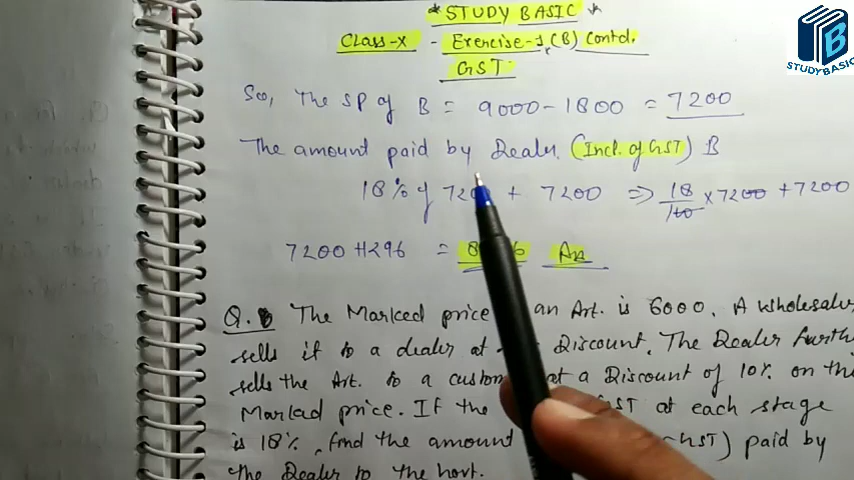 *STUDY BASIC*
Class-X - Exercise-1, (B) Contd.
GST
STUDYBASIC
So, The SP of B = 9000-1800 = 7200
The amount paid by Dealer (Incl. of GST) B
18% of 720 + 7200 ⇒ 18/100 × 7200 + 7200
7200 + 1296 = 8 6 Ans
Q. The Marked price an Art. is 6000. A wholesaler
sells it to a dealer at Discount. The Dealer furth
sells the Art. to a custom at a Discount of 10% on the
Marked price. If the GST at each stage
is 18%, find the amount GST) paid by
the Dealer to the Govt.